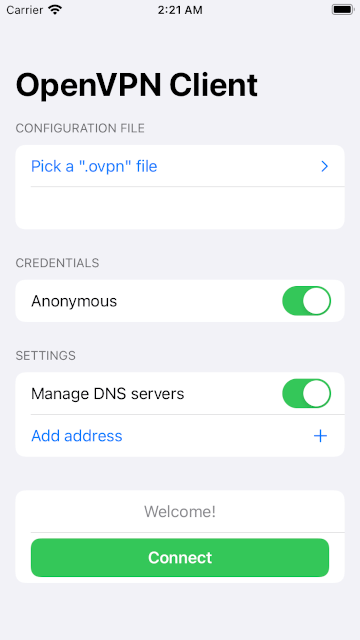 Carrier 2:21 AM
OpenVPN Client
CONFIGURATION FILE
Pick a ".ovpn" file
CREDENTIALS
Anonymous
SETTINGS
Manage DNS servers
Add address
Welcome!
Connect